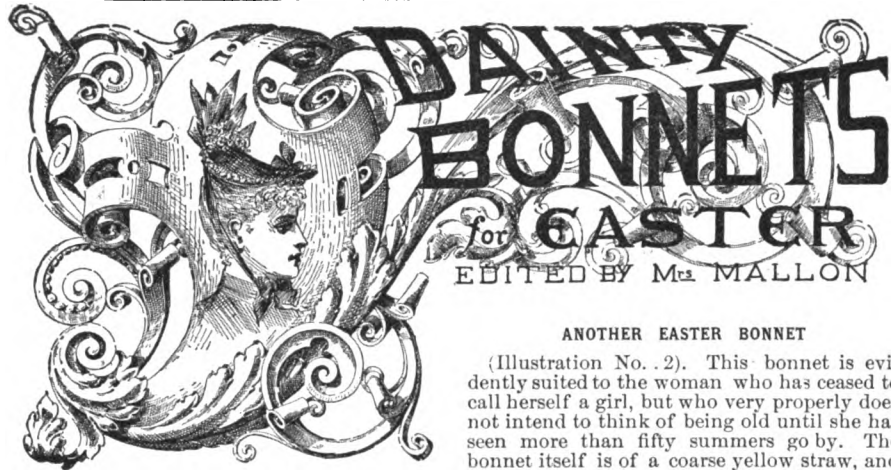 DAINTY
BONNETS
for EASTER
EDITED BY Mrs MALLON
ANOTHER EASTER BONNET
(Illustration No. . 2). This bonnet is evi
dently suited to the woman who has ceased to
call herself a girl, but who very properly doe
not intend to think of being old until she ha
seen more than fifty summers go by. Th
bonnet itself is of a coarse yellow straw, and